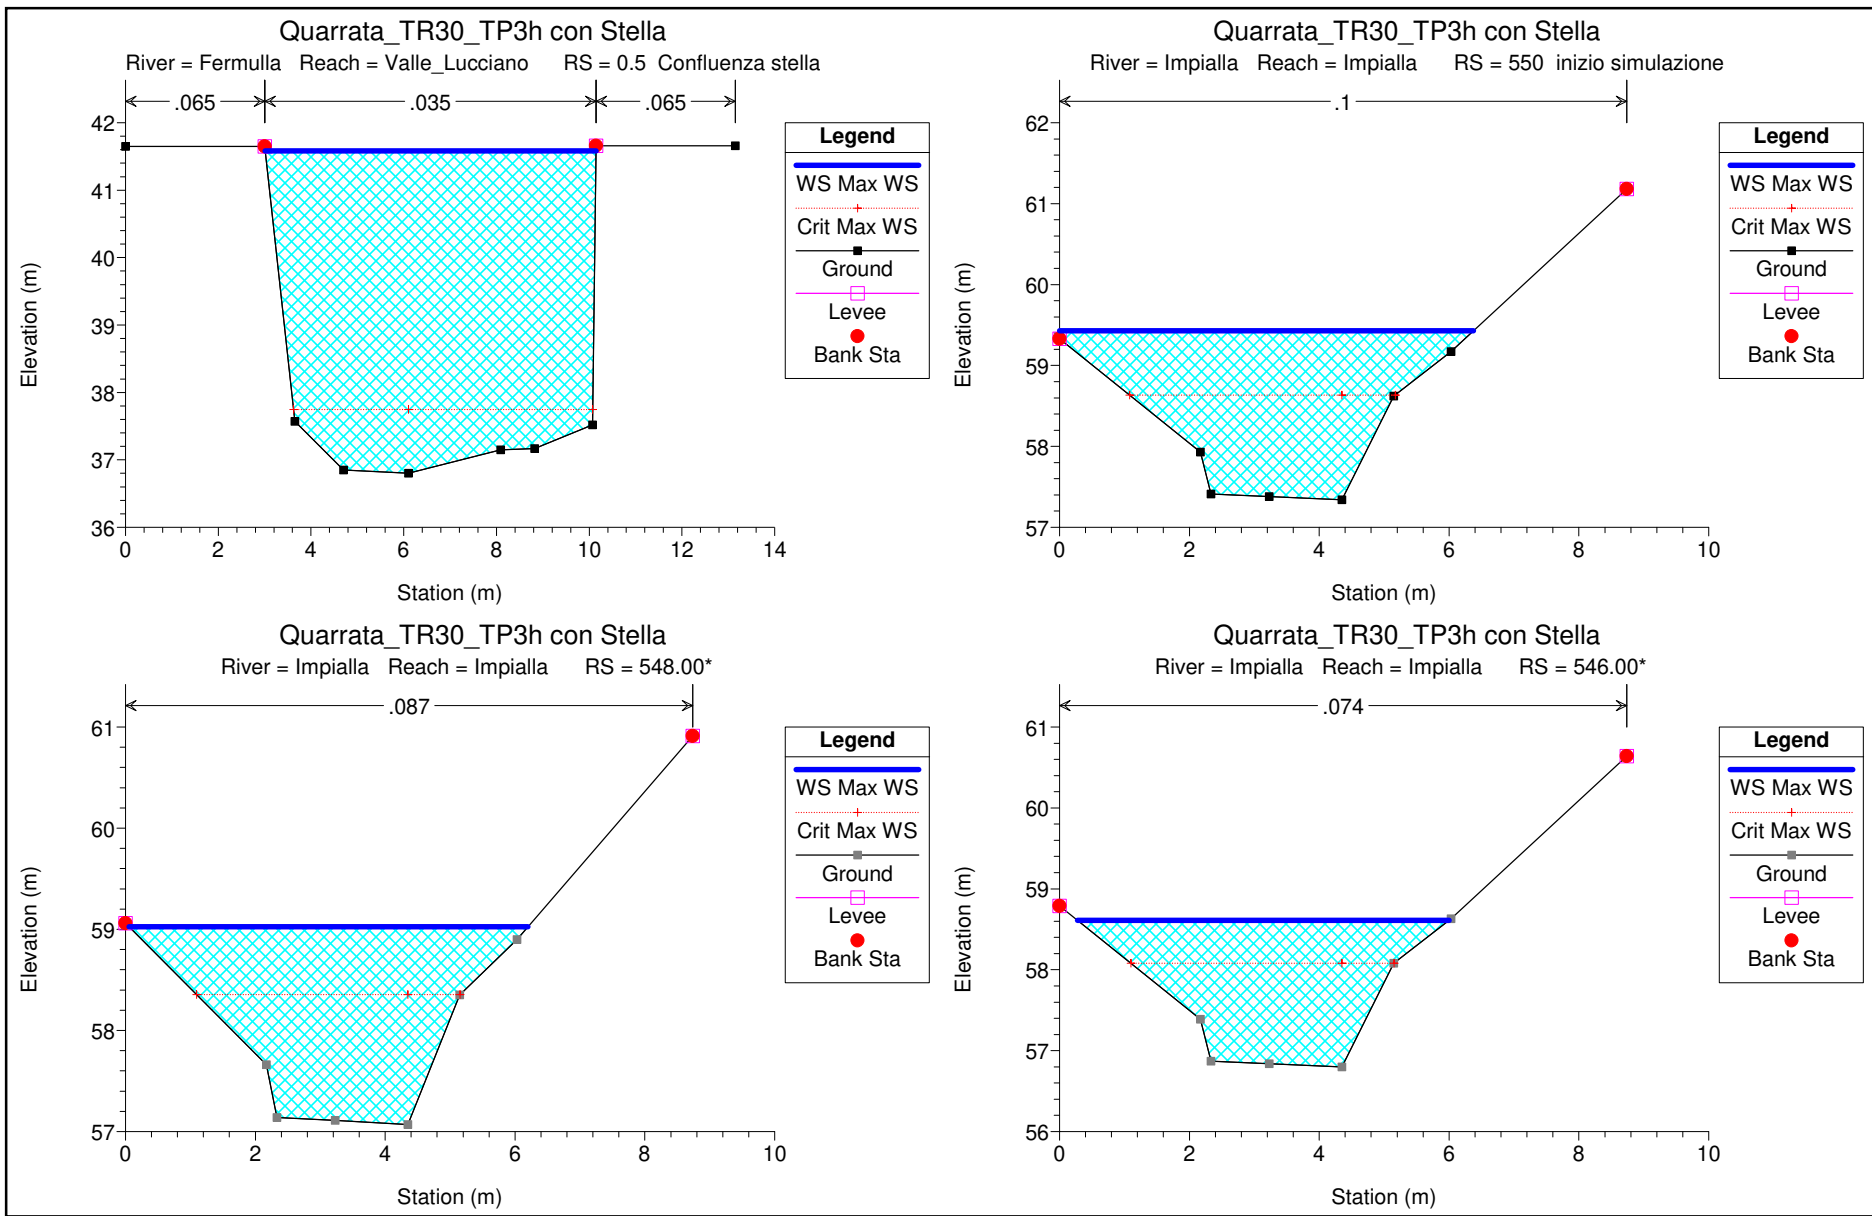 Quarrata_TR30_TP3h con Stella
River = Fermulla Reach = Valle_Lucciano RS = 0.5 Confluenza stella
.065 .035 .065
42
41
40
39
38
37
36
0 2 4 6 8 10 12 14
Station (m)
Elevation (m)
Legend
WS Max WS
Crit Max WS
Ground
Levee
Bank Sta
Quarrata_TR30_TP3h con Stella
River = Impialla Reach = Impialla RS = 550 inizio simulazione
.1
62
61
60
59
58
57
0 2 4 6 8 10
Station (m)
Elevation (m)
Legend
WS Max WS
Crit Max WS
Ground
Levee
Bank Sta
Quarrata_TR30_TP3h con Stella
River = Impialla Reach = Impialla RS = 548.00*
.087
61
60
59
58
57
0 2 4 6 8 10
Station (m)
Elevation (m)
Legend
WS Max WS
Crit Max WS
Ground
Levee
Bank Sta
Quarrata_TR30_TP3h con Stella
River = Impialla Reach = Impialla RS = 546.00*
.074
61
60
59
58
57
56
0 2 4 6 8 10
Station (m)
Elevation (m)
Legend
WS Max WS
Crit Max WS
Ground
Levee
Bank Sta